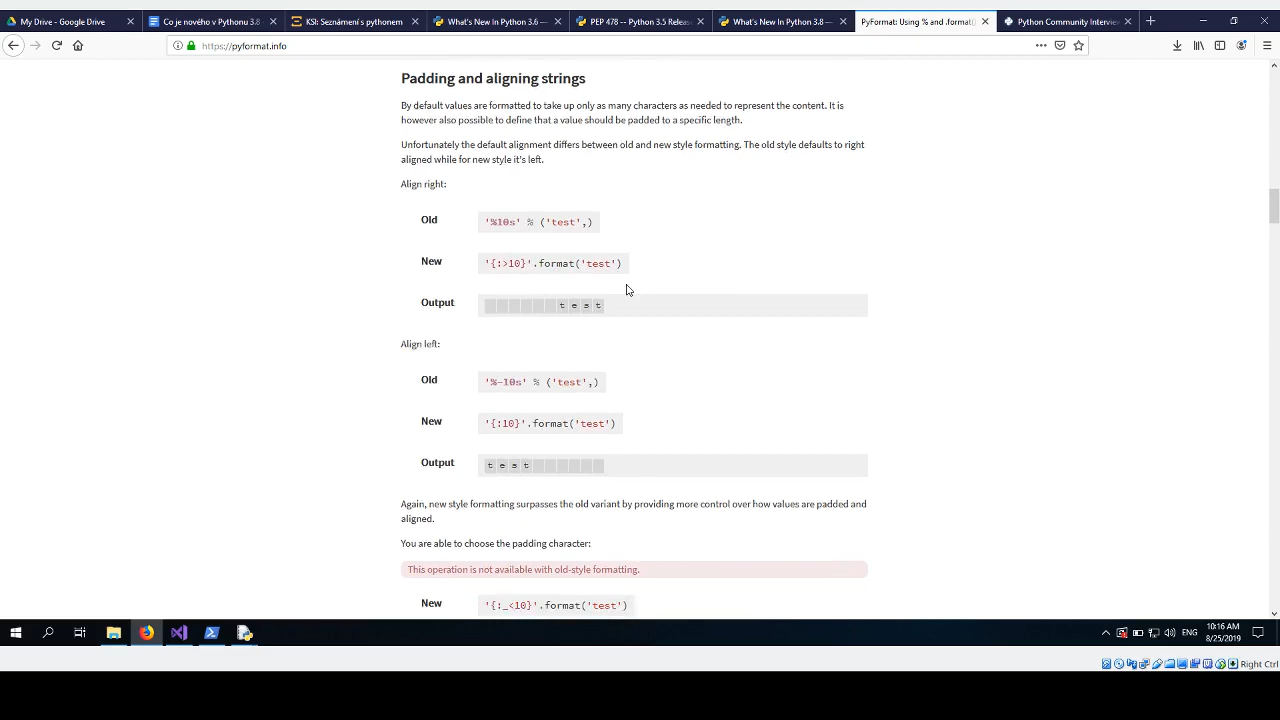 My Drive - Google Drive
Co je nového v Pythonu 3.8 -
KSI: Seznámení s pythonem
What's New In Python 3.6 —
PEP 478 -- Python 3.5 Releas
What's New In Python 3.8 —
PyFormat: Using % and .format()
Python Community Interview
https://pyformat.info
Padding and aligning strings
By default values are formatted to take up only as many characters as needed to represent the content. It is
however also possible to define that a value should be padded to a specific length.
Unfortunately the default alignment differs between old and new style formatting. The old style defaults to right
aligned while for new style it's left.
Align right:
Old '%10s' % ('test',)
New '{:>10}'.format('test')
Output test
Align left:
Old '%-10s' % ('test',)
New '{:10}'.format('test')
Output test
Again, new style formatting surpasses the old variant by providing more control over how values are padded and
aligned.
You are able to choose the padding character:
This operation is not available with old-style formatting.
New '{:_<10}'.format('test')
ENG
10:16 AM
8/25/2019
Right Ctrl